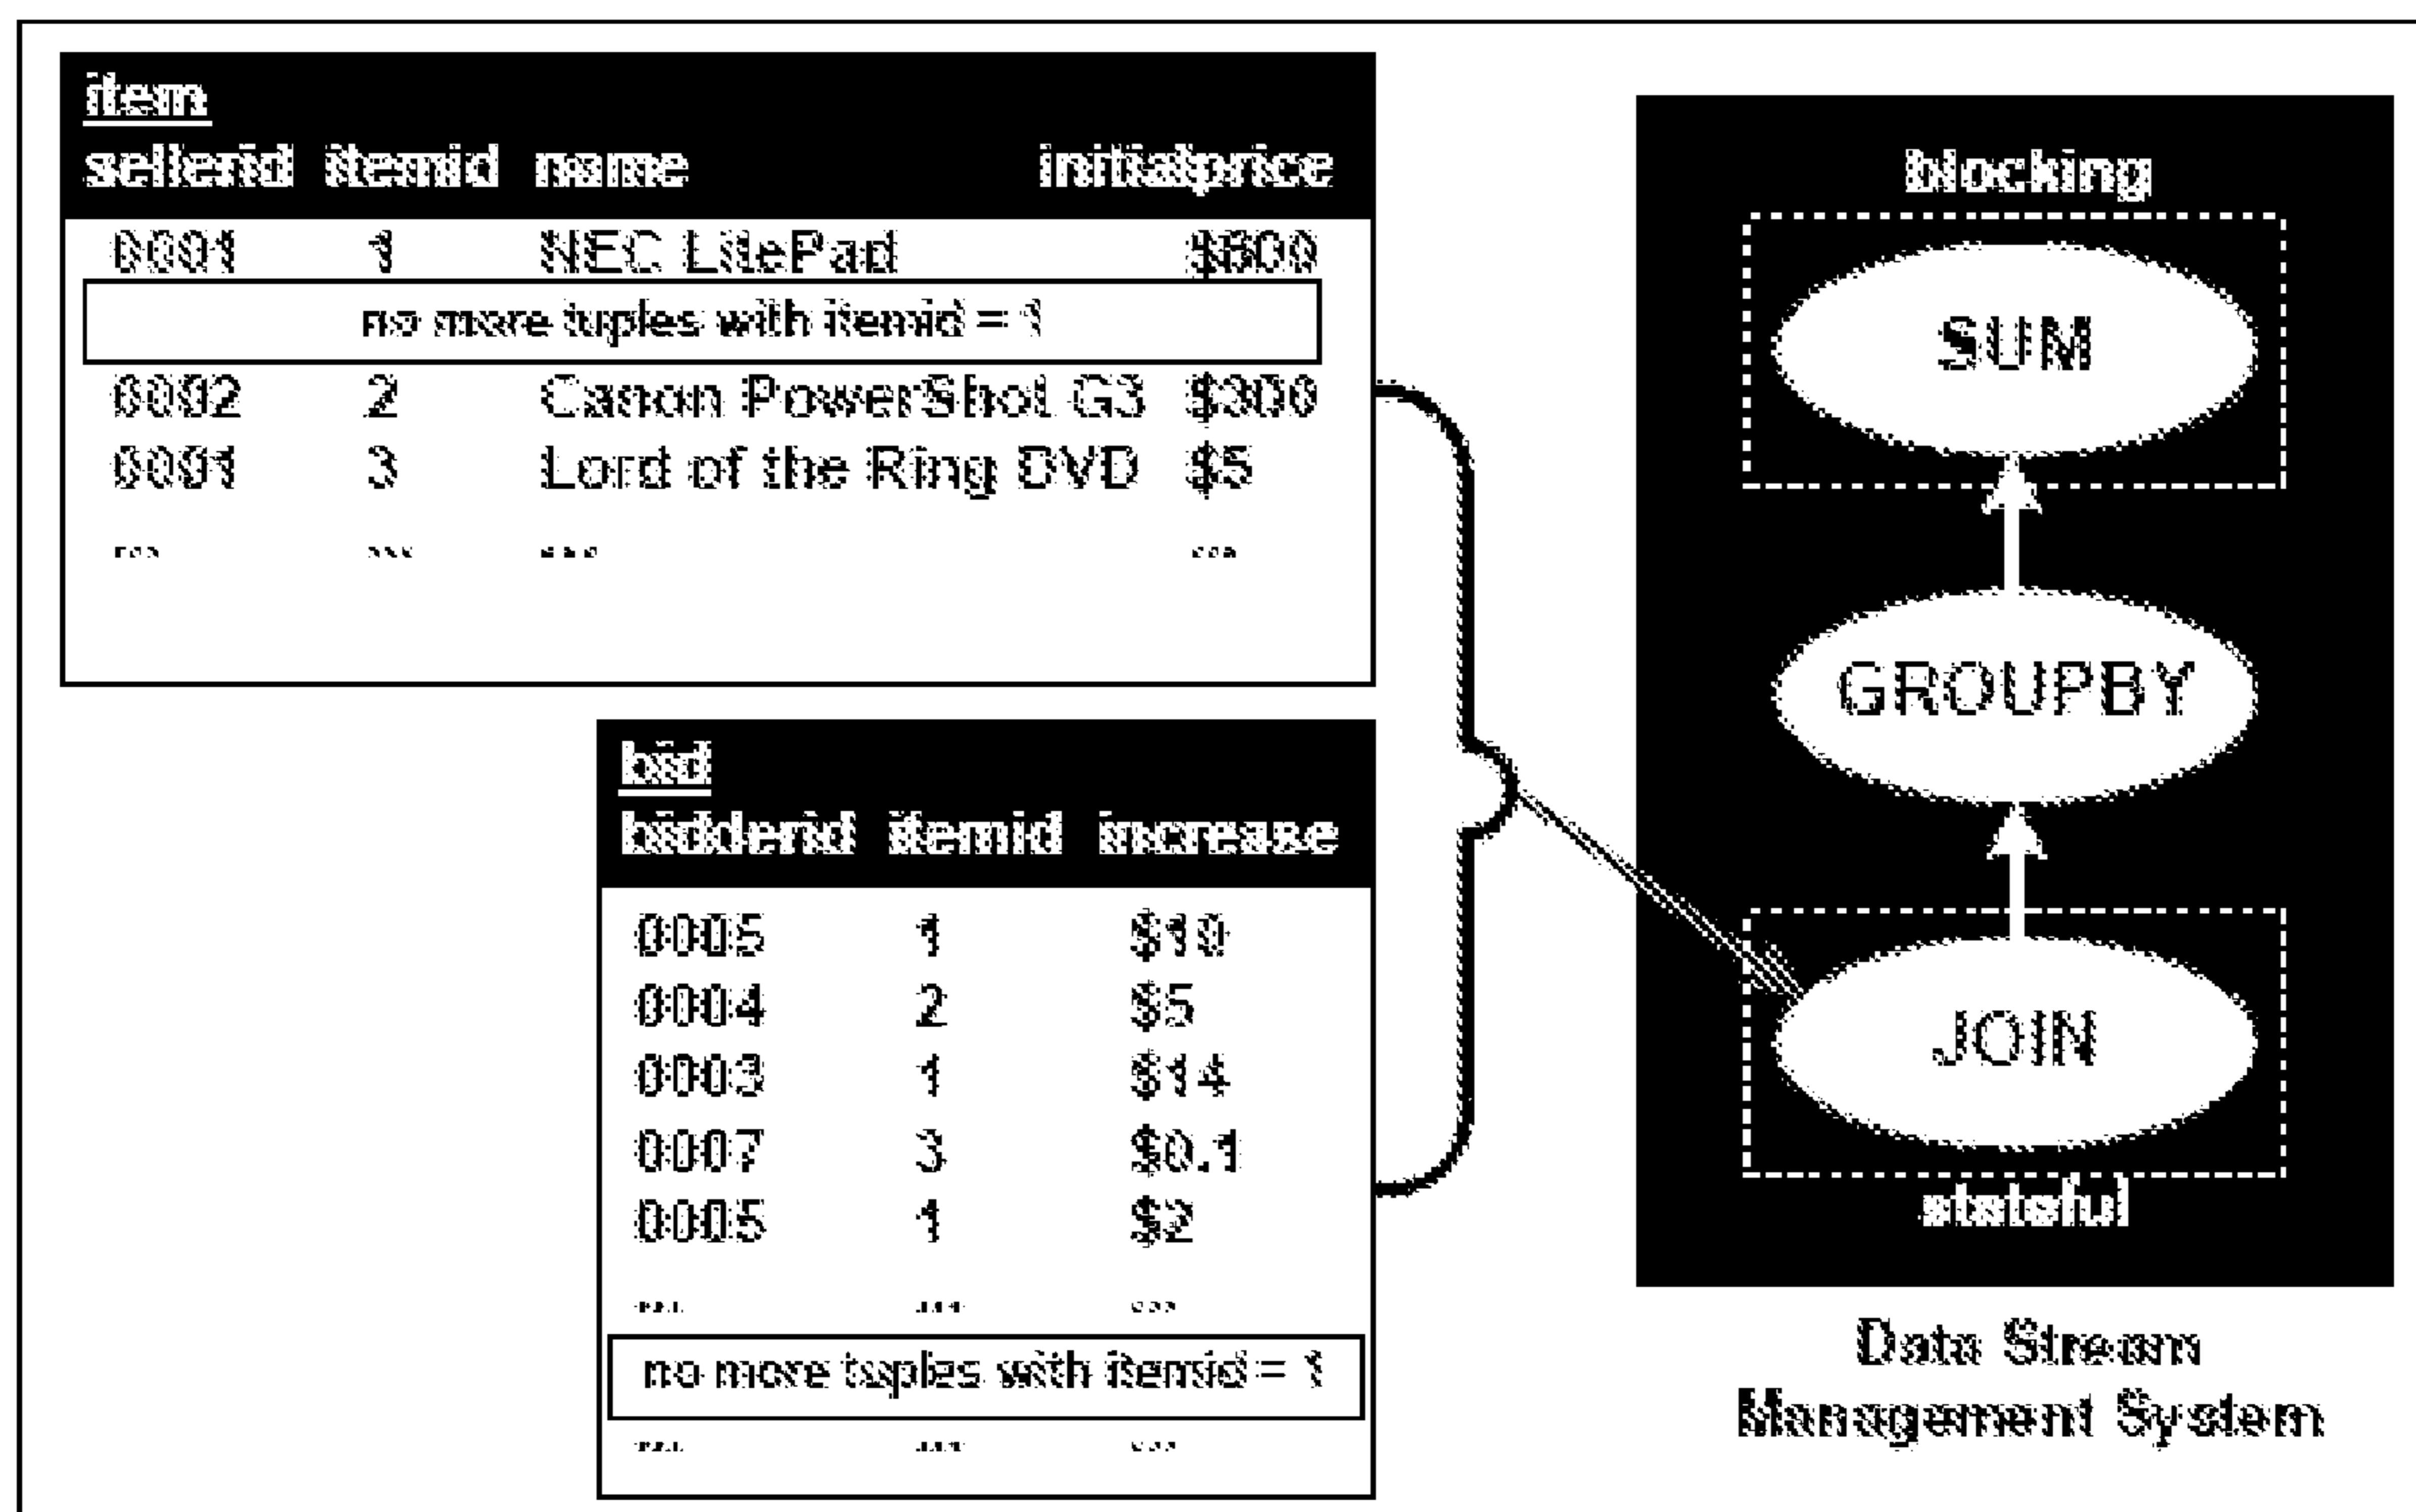 item
sellerid itemid name initialprice
0001 1 NEC LitePad $600
no more tuples with itemid = 1
0002 2 Canon PowerShot G3 $300
0001 3 Lord of the Ring DVD $5
... ... ... ...
bid
bidderid itemid increase
0005 1 $10
0004 2 $5
0003 1 $14
0007 3 $0.1
0005 1 $2
... ... ...
no more tuples with itemid = 1
... ... ...
blocking
SUM
GROUPBY
JOIN
stateful
Data Stream
Management System